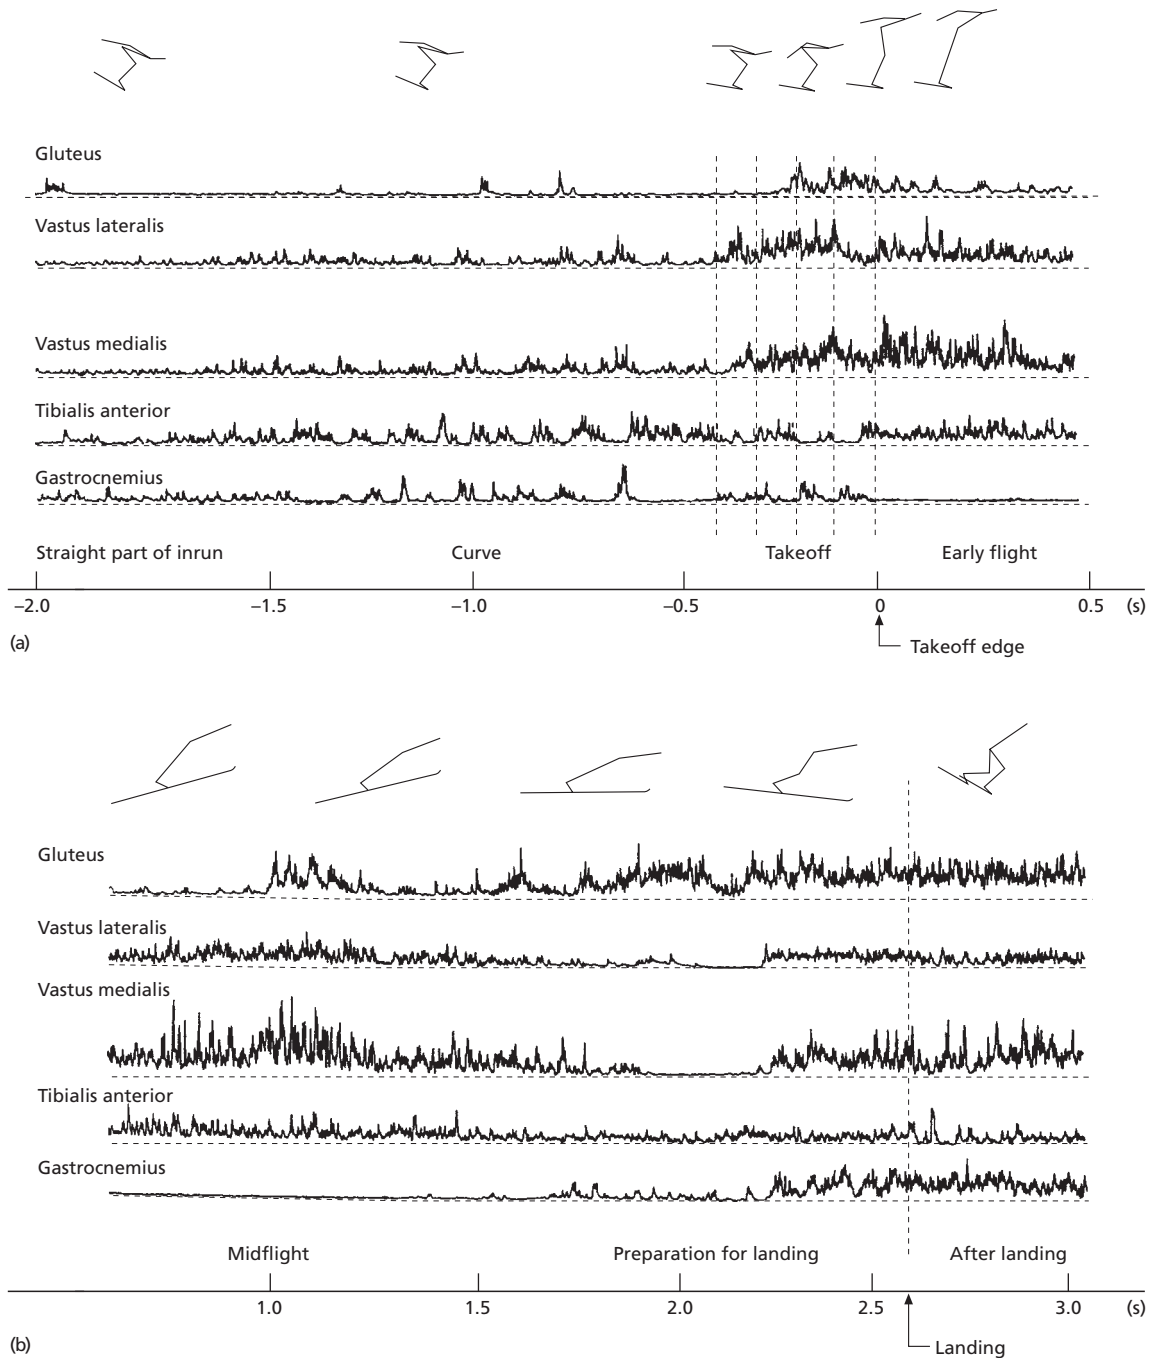 Gluteus
Vastus lateralis
Vastus medialis
Tibialis anterior
Gastrocnemius
Straight part of inrun Curve Takeoff Early flight
–2.0 –1.5 –1.0 –0.5 0 0.5 (s)
(a)
Takeoff edge
Gluteus
Vastus lateralis
Vastus medialis
Tibialis anterior
Gastrocnemius
Midflight Preparation for landing After landing
1.0 1.5 2.0 2.5 3.0 (s)
(b)
Landing